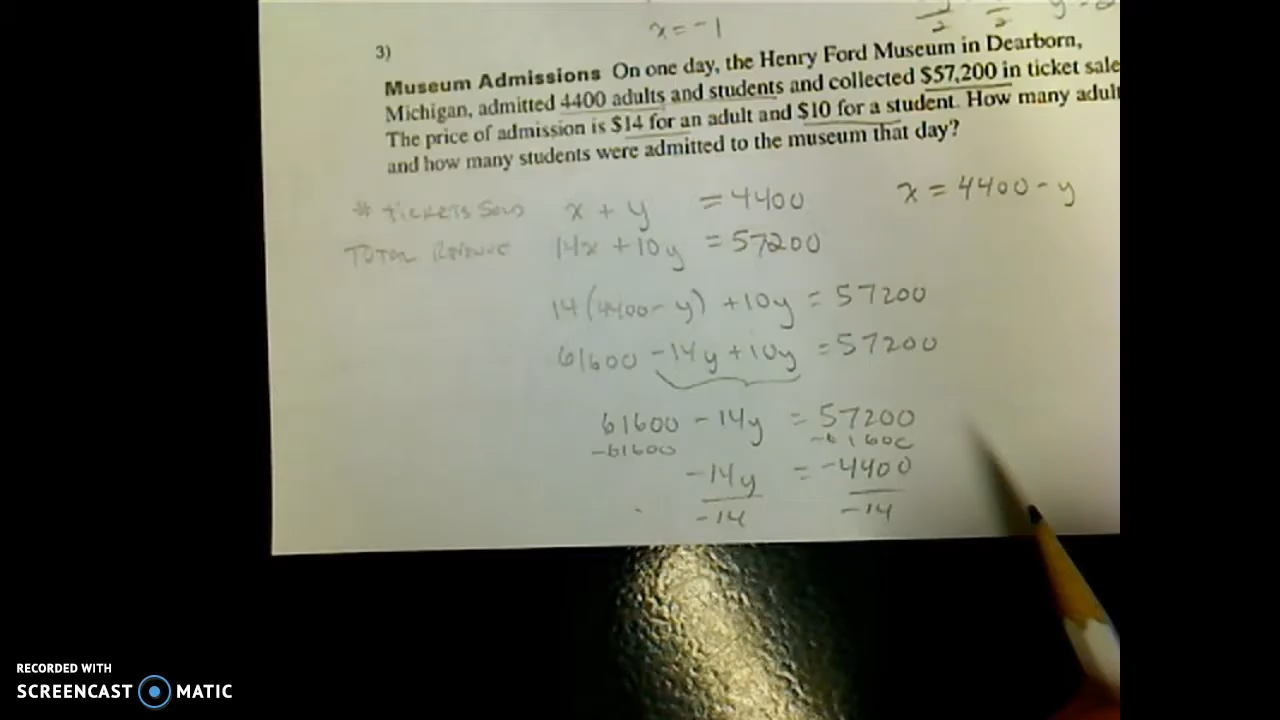 x = -1
3)
Museum Admissions On one day, the Henry Ford Museum in Dearborn,
Michigan, admitted 4400 adults and students and collected $57,200 in ticket sale
The price of admission is $14 for an adult and $10 for a student. How many adult
and how many students were admitted to the museum that day?
# tickets sold x + y = 4400 x = 4400 - y
Total Revenue 14x + 10y = 57200
14(4400 - y) + 10y = 57200
61600 - 14y + 10y = 57200
61600 - 14y = 57200
-61600 -61600
-14y = -4400
-14 -14
RECORDED WITH
SCREENCAST MATIC